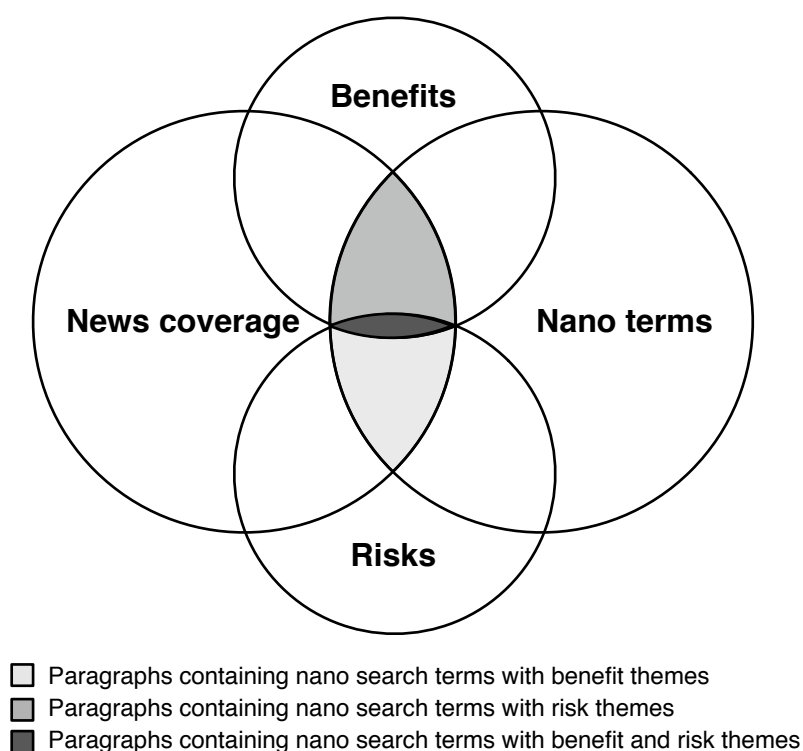 Benefits
News coverage
Nano terms
Risks
Paragraphs containing nano search terms with benefit themes
Paragraphs containing nano search terms with risk themes
Paragraphs containing nano search terms with benefit and risk themes